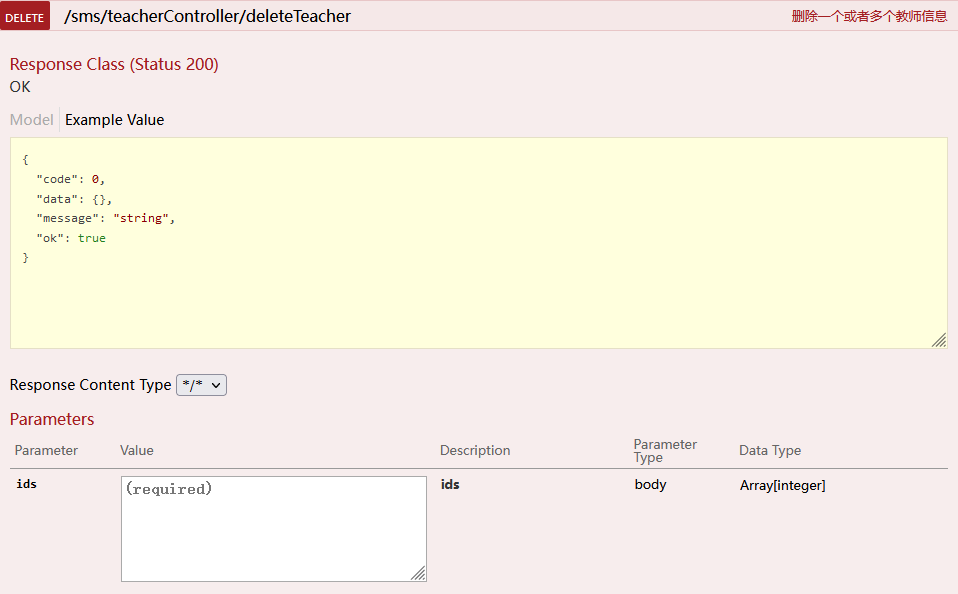 DELETE /sms/teacherController/deleteTeacher 删除一个或者多个教师信息
Response Class (Status 200)
OK
Model Example Value
{
"code": 0,
"data": {},
"message": "string",
"ok": true
}
Response Content Type */*
Parameters
Parameter Value Description Parameter Type Data Type
ids (required) ids body Array[integer]